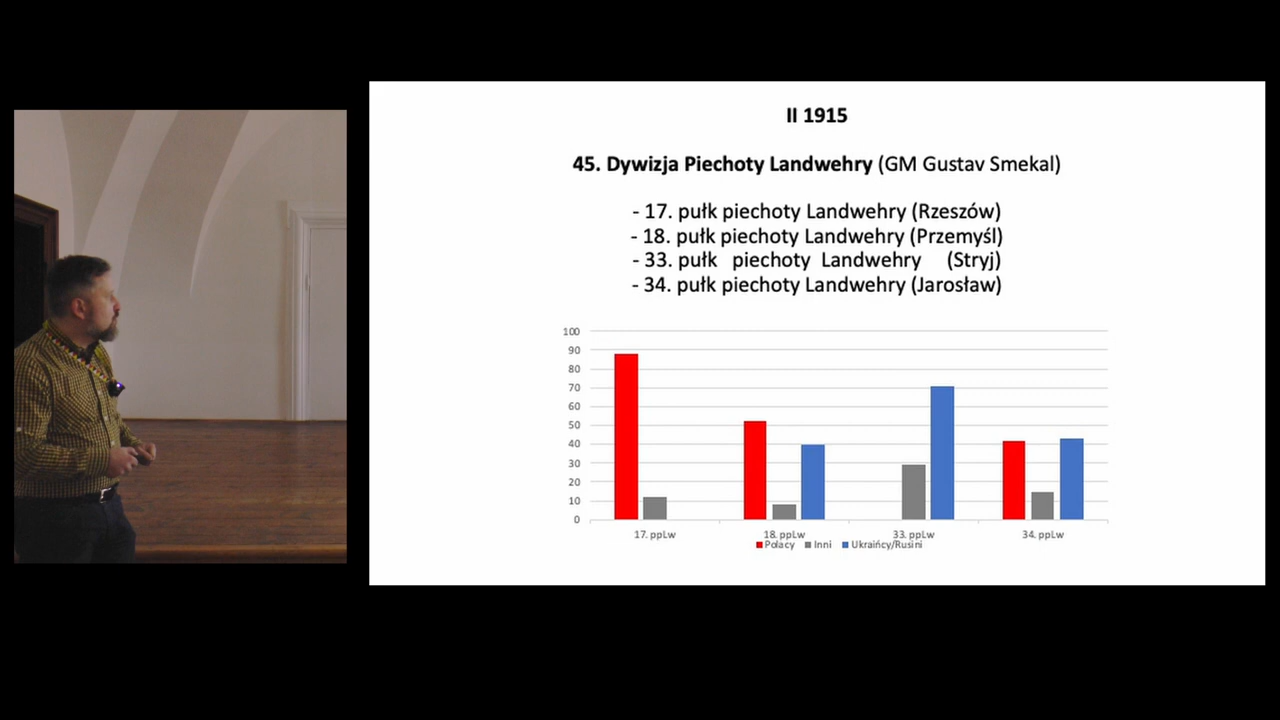 II 1915
45. Dywizja Piechoty Landwehry (GM Gustav Smekal)
- 17. pułk piechoty Landwehry (Rzeszów)
- 18. pułk piechoty Landwehry (Przemyśl)
- 33. pułk piechoty Landwehry (Stryj)
- 34. pułk piechoty Landwehry (Jarosław)
100
90
80
70
60
50
40
30
20
10
0
17. ppLw 18. ppLw 33. ppLw 34. ppLw
Polacy Inni Ukraińcy/Rusini